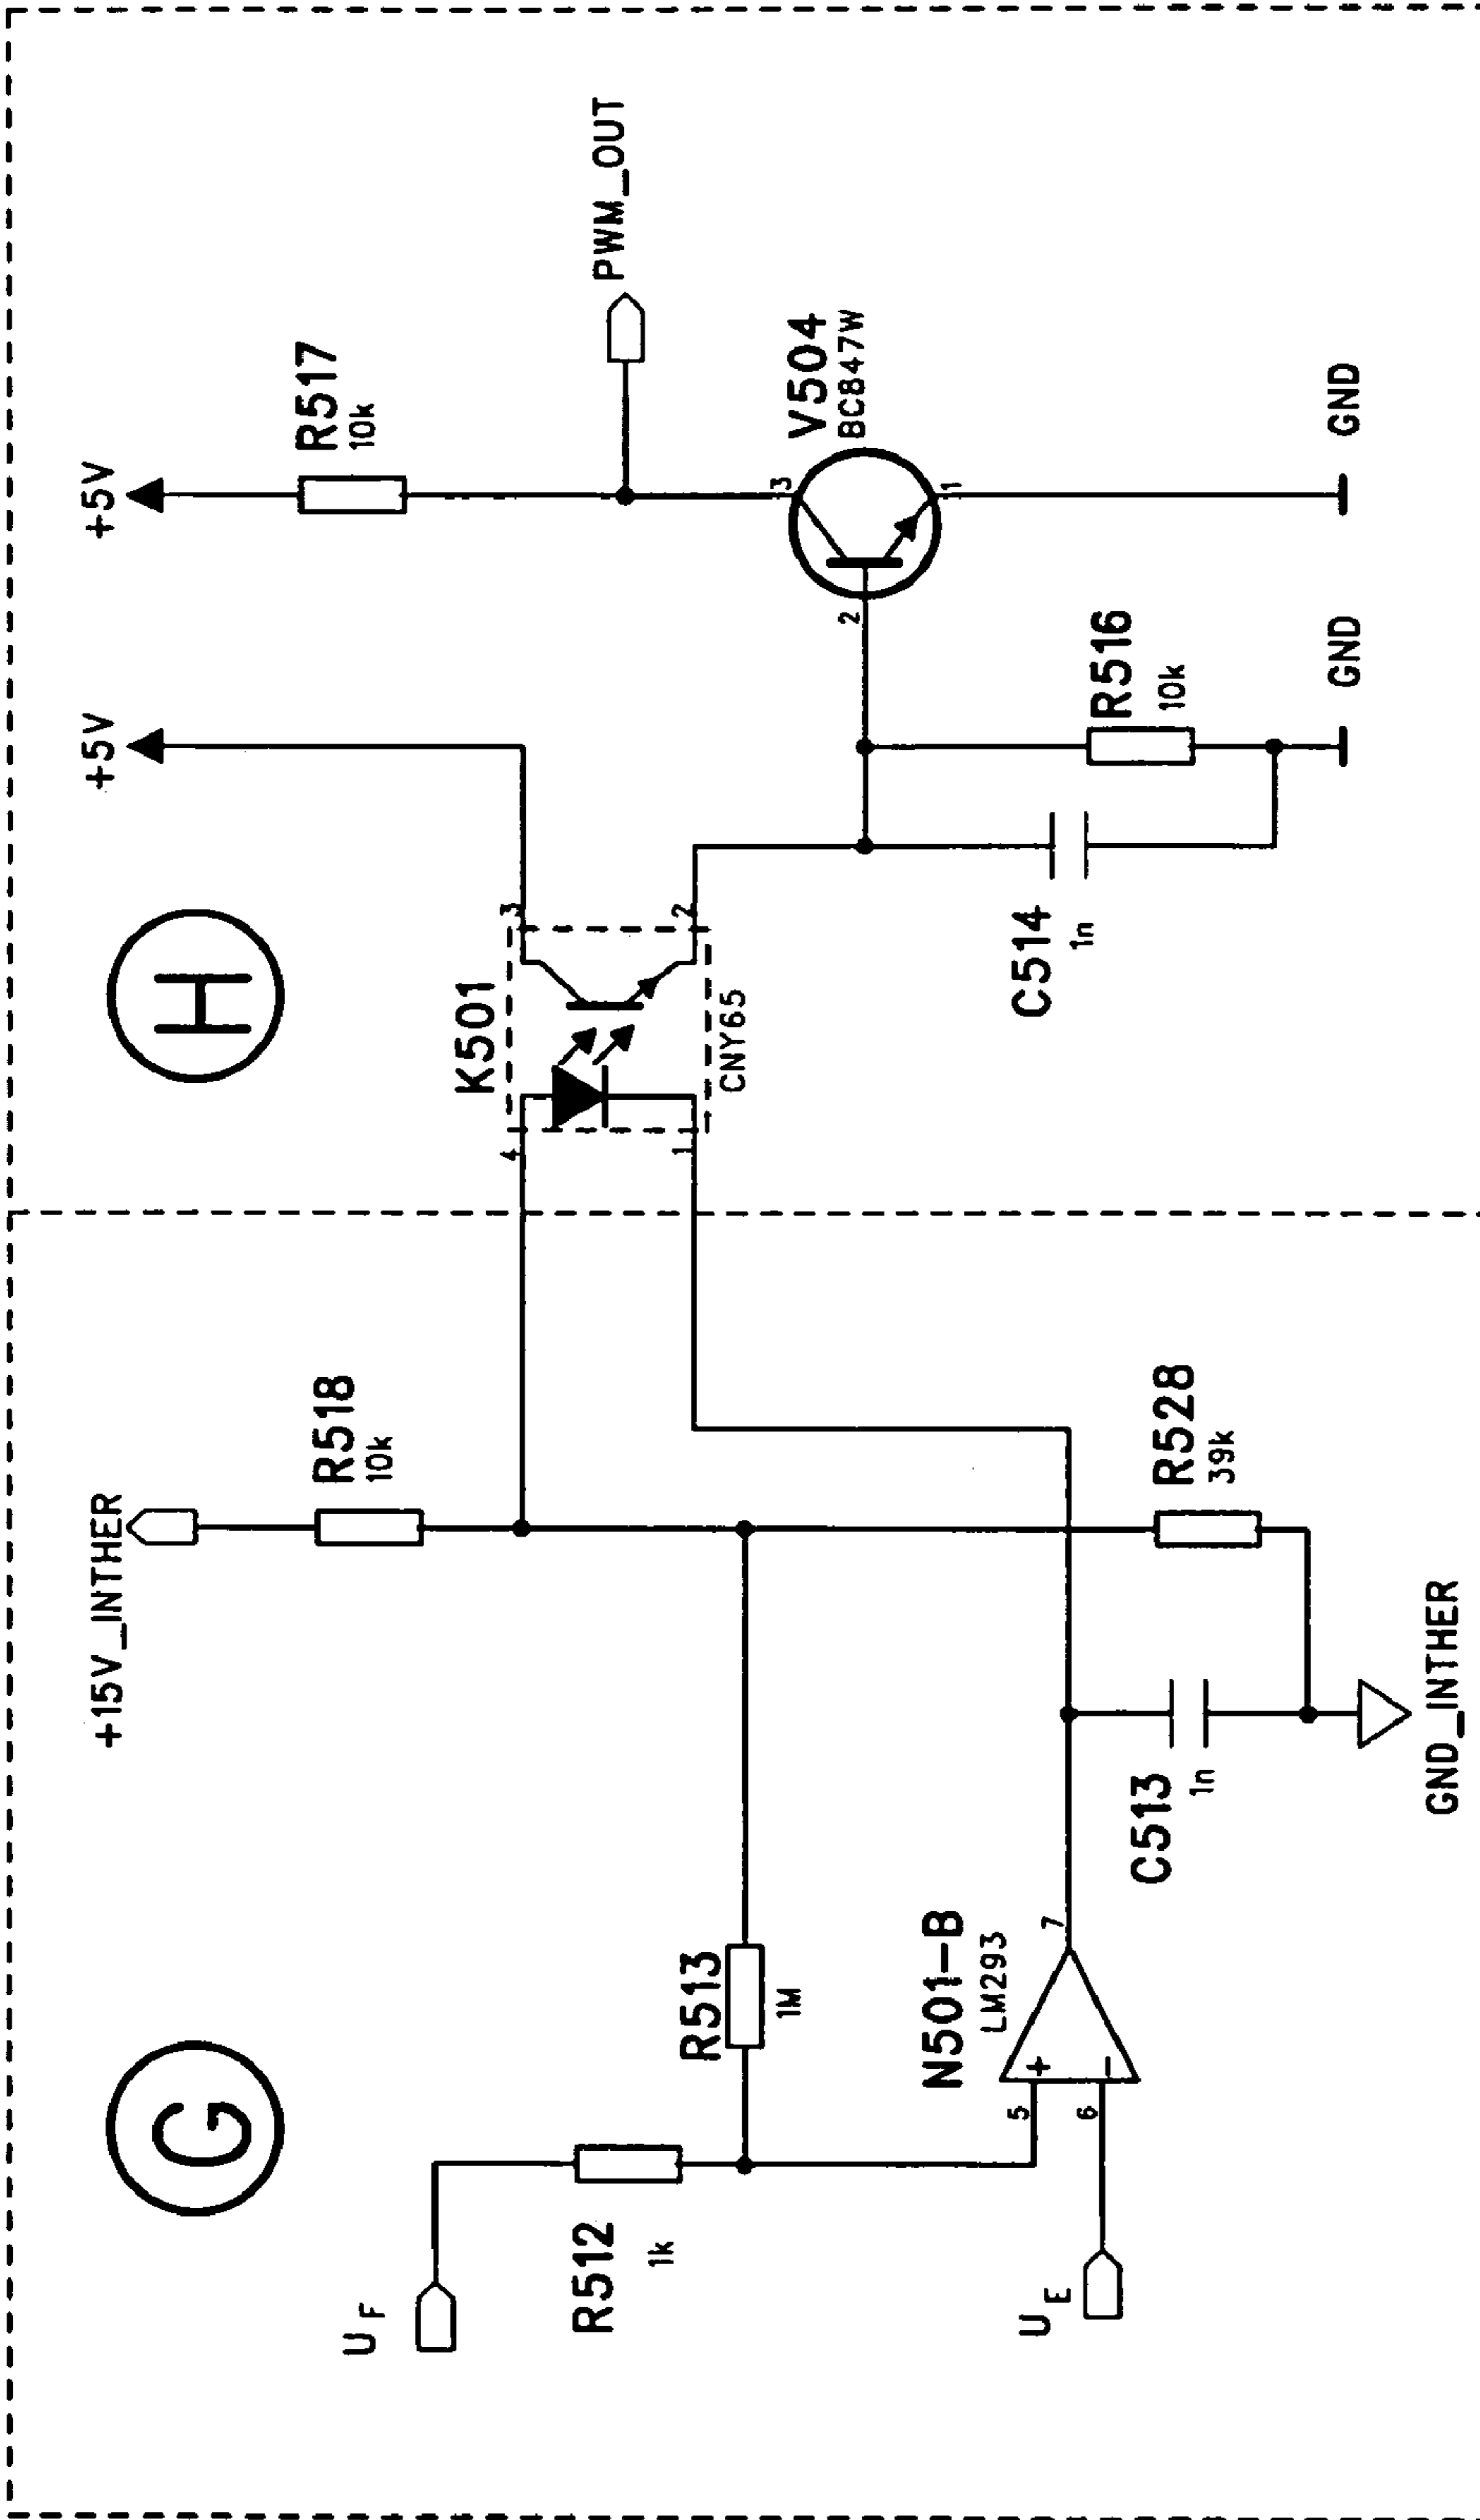 G
H
+15V_INTHER
+5V
+5V
R518
10k
R517
10k
U F
K501
4
3
1
2
CNY65
PWM_OUT
R512
1k
R513
1M
V504
BC847W
3
2
1
N501-B
LM293
5
+
6
-
7
U E
C513
1n
R528
39k
C514
1n
R516
10k
GND_INTHER
GND
GND